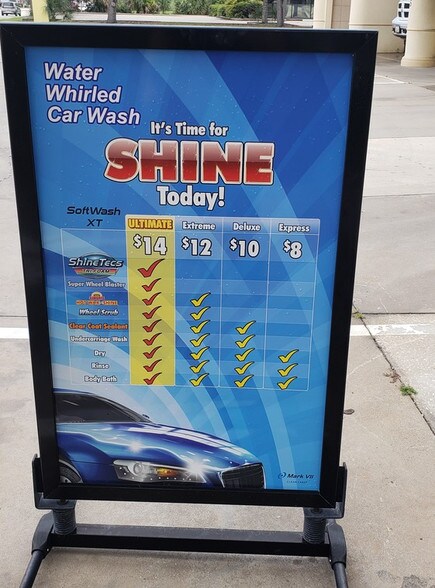 Water
Whirled
Car Wash
It's Time for
SHINE
Today!
SoftWash
XT
ULTIMATE Extreme Deluxe Express
$14 $12 $10 $8
ShineTecs
Super Wheel Blaster
Wheel Scrub
Clear Coat Sealant
Undercarriage Wash
Dry
Rinse
Body Bath
Mark VII